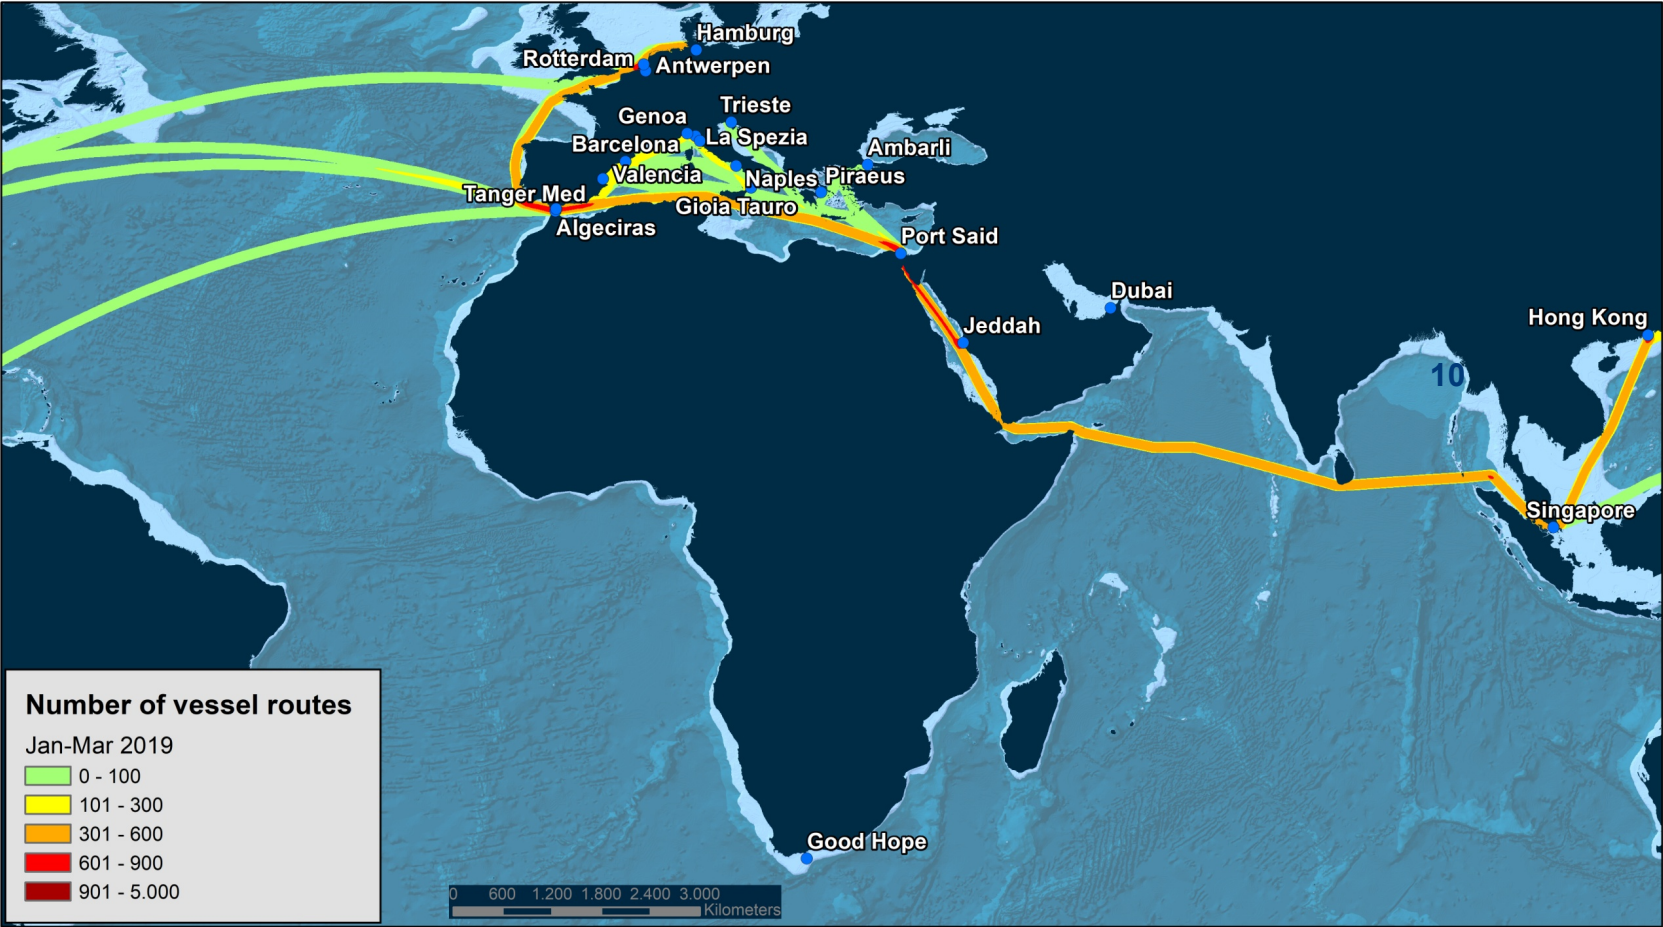 Hamburg
Rotterdam
Antwerpen
Trieste
Genoa
La Spezia
Barcelona
Ambarli
Valencia
Naples
Piraeus
Tanger Med
Gioia Tauro
Algeciras
Port Said
Dubai
Jeddah
Hong Kong
10
Singapore
Good Hope
Number of vessel routes
Jan-Mar 2019
0 - 100
101 - 300
301 - 600
601 - 900
901 - 5.000
0 600 1.200 1.800 2.400 3.000
Kilometers